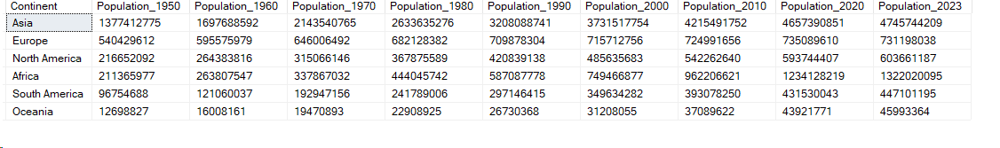 Continent Population_1950 Population_1960 Population_1970 Population_1980 Population_1990 Population_2000 Population_2010 Population_2020 Population_2023
Asia 1377412775 1697688592 2143540765 2633635276 3208088741 3731517754 4215491752 4657390851 4745744209
Europe 540429612 595575979 646006492 682128382 709878304 715712756 724991656 735089610 731198038
North America 216652092 264383816 315066146 367875589 420839138 485635683 542262640 593744407 603661187
Africa 211365977 263807547 337867032 444045742 587087778 749466877 962206621 1234128219 1322020095
South America 96754688 121060037 192947156 241789006 297146415 349634282 393078250 431530043 447101195
Oceania 12698827 16008161 19470893 22908925 26730368 31208055 37089622 43921771 45993364